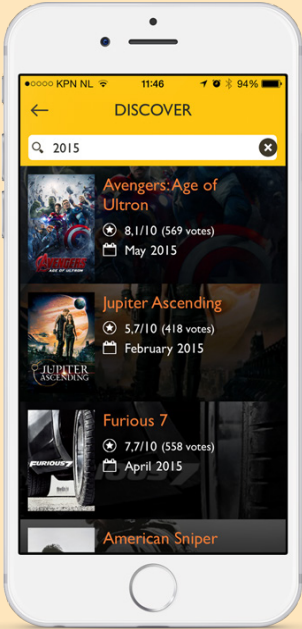 KPN NL 11:46 94%
DISCOVER
2015
Avengers: Age of
Ultron
8,1/10 (569 votes)
May 2015
AVENGERS
AGE OF ULTRON
Jupiter Ascending
5,7/10 (418 votes)
February 2015
JUPITER
ASCENDING
Furious 7
7,7/10 (558 votes)
April 2015
FURIOUS 7
American Sniper